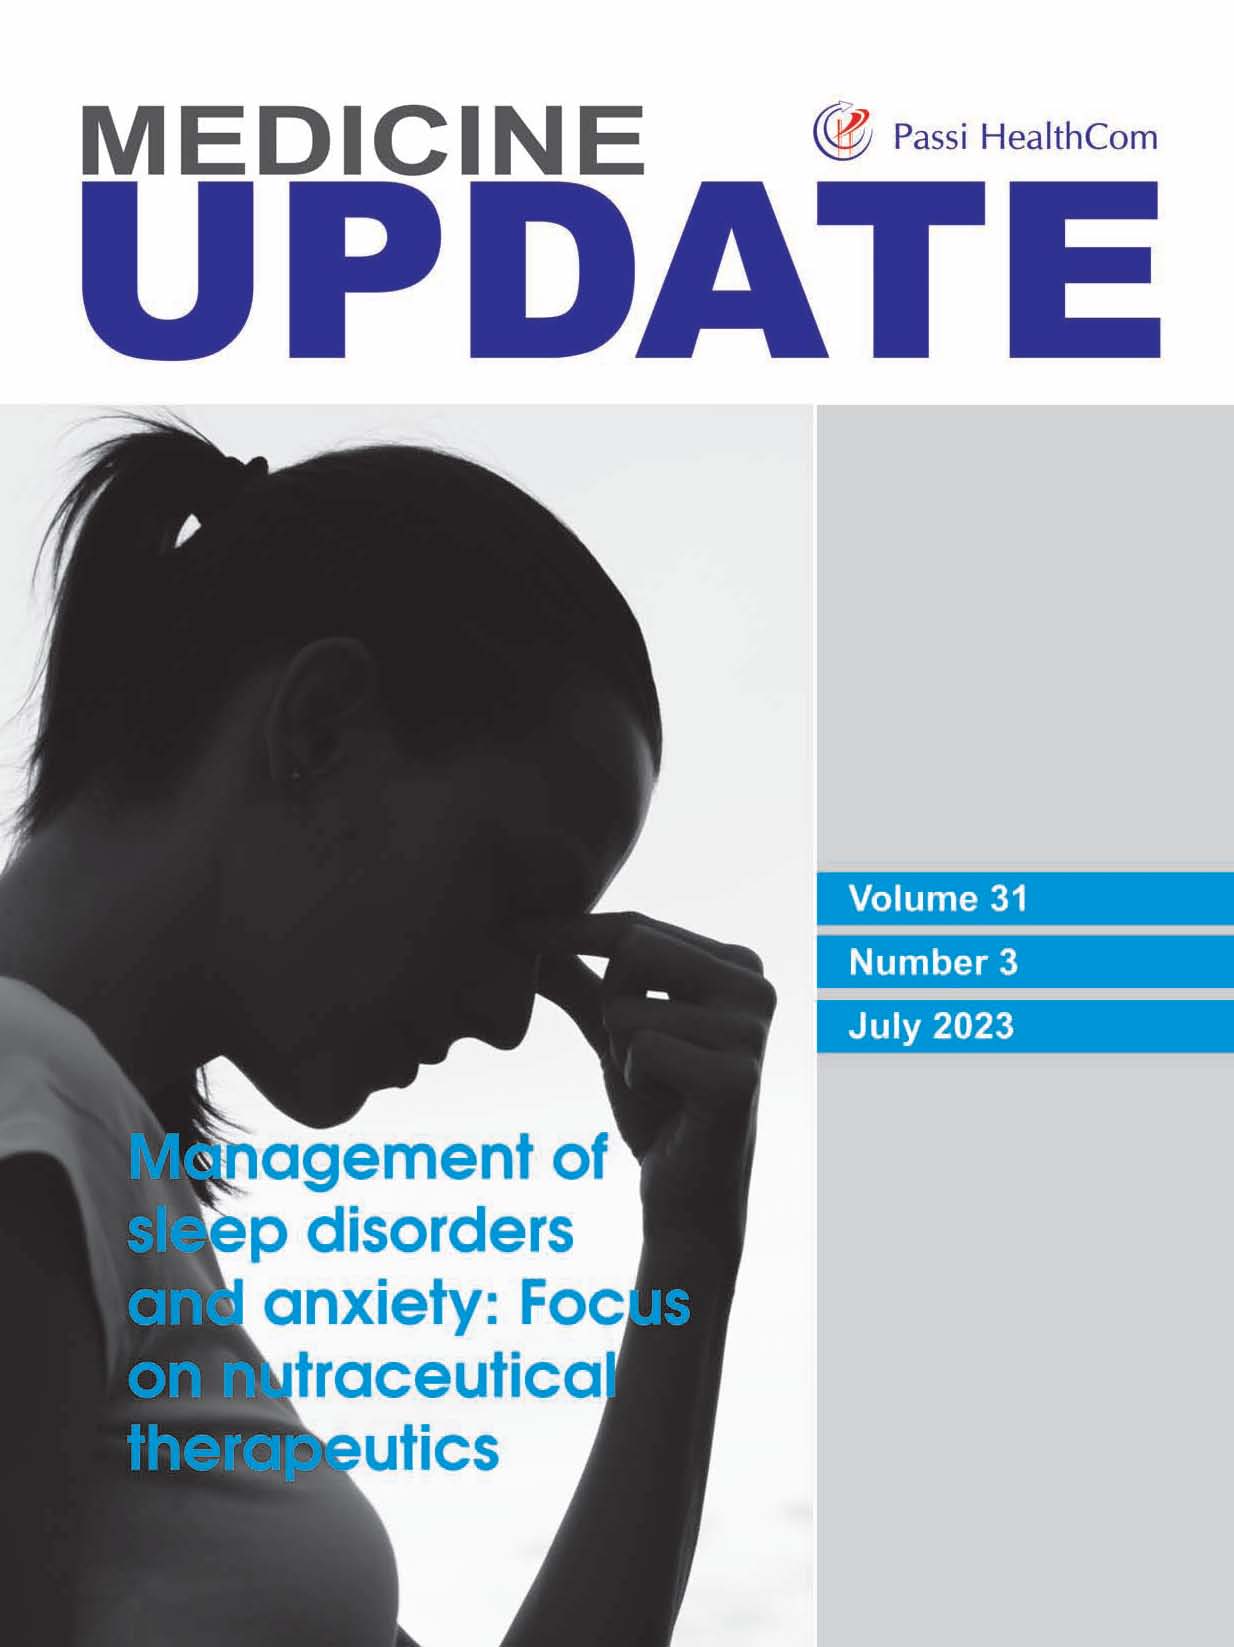 MEDICINE
Passi HealthCom
UPDATE
Volume 31
Number 3
July 2023
Management of
sleep disorders
and anxiety: Focus
on nutraceutical
therapeutics